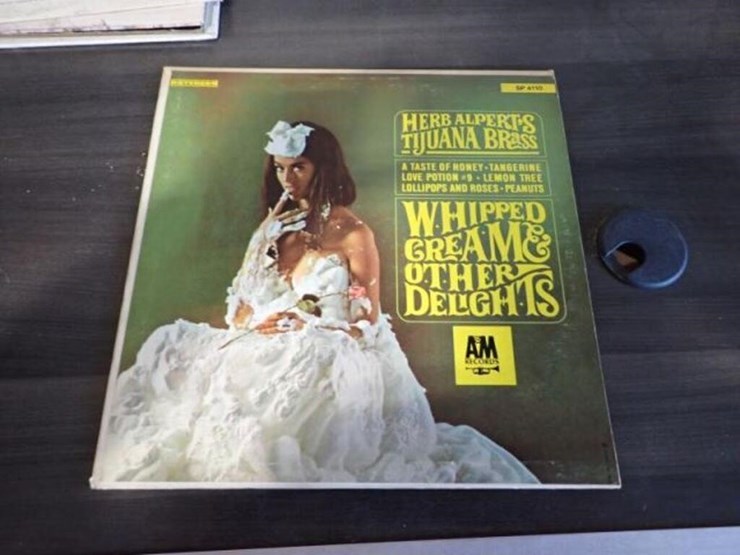 STEREO
SP 4110
HERB ALPERT'S
TIJUANA BRASS
A TASTE OF HONEY • TANGERINE
LOVE POTION #9 • LEMON TREE
LOLLIPOPS AND ROSES • PEANUTS
WHIPPED
CREAM &
OTHER
DELIGHTS
A&M
RECORDS